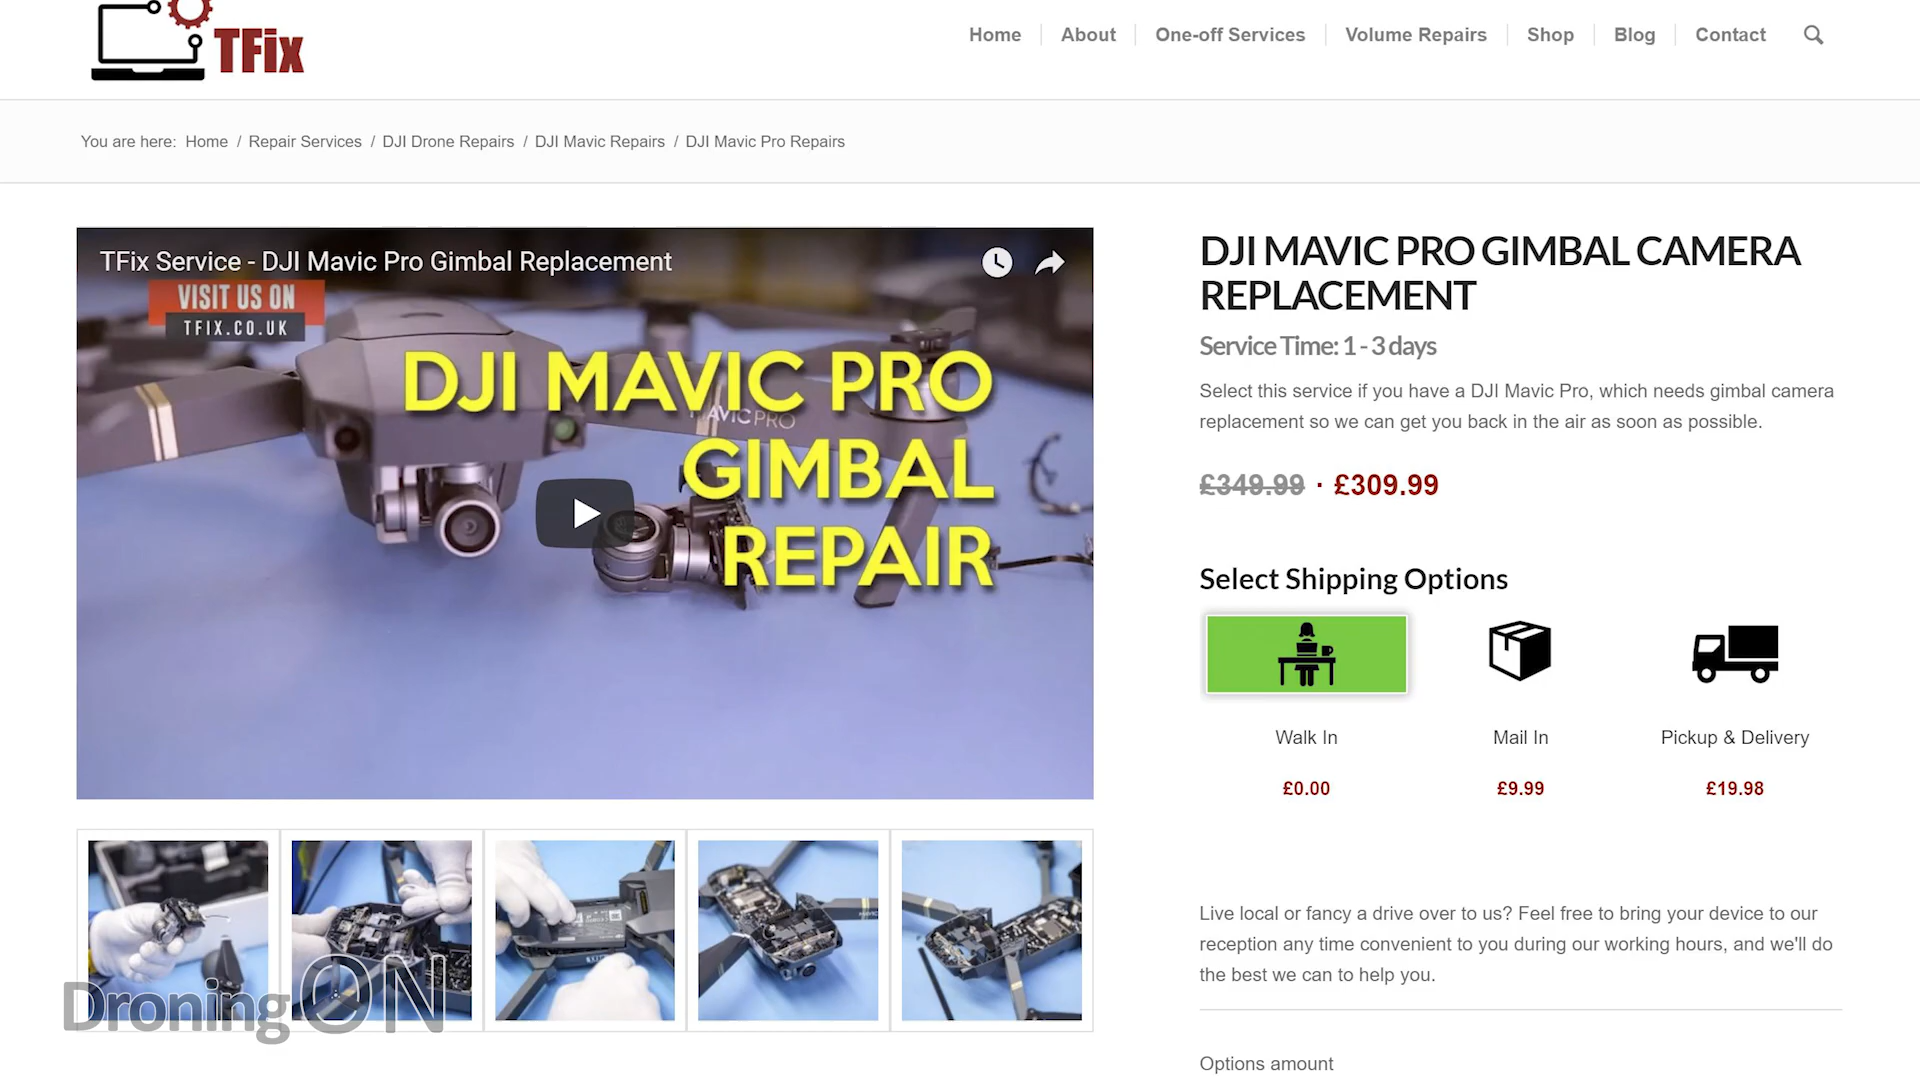 TFix
Home
About
One-off Services
Volume Repairs
Shop
Blog
Contact
You are here: Home / Repair Services / DJI Drone Repairs / DJI Mavic Repairs / DJI Mavic Pro Repairs
TFix Service - DJI Mavic Pro Gimbal Replacement
VISIT US ON
TFIX.CO.UK
DJI MAVIC PRO
MAVIC PRO
GIMBAL
REPAIR
DJI MAVIC PRO GIMBAL CAMERA
REPLACEMENT
Service Time: 1 - 3 days
Select this service if you have a DJI Mavic Pro, which needs gimbal camera
replacement so we can get you back in the air as soon as possible.
£349.99 · £309.99
Select Shipping Options
Walk In
Mail In
Pickup & Delivery
£0.00
£9.99
£19.98
Live local or fancy a drive over to us? Feel free to bring your device to our
reception any time convenient to you during our working hours, and we'll do
the best we can to help you.
Options amount
DroningON